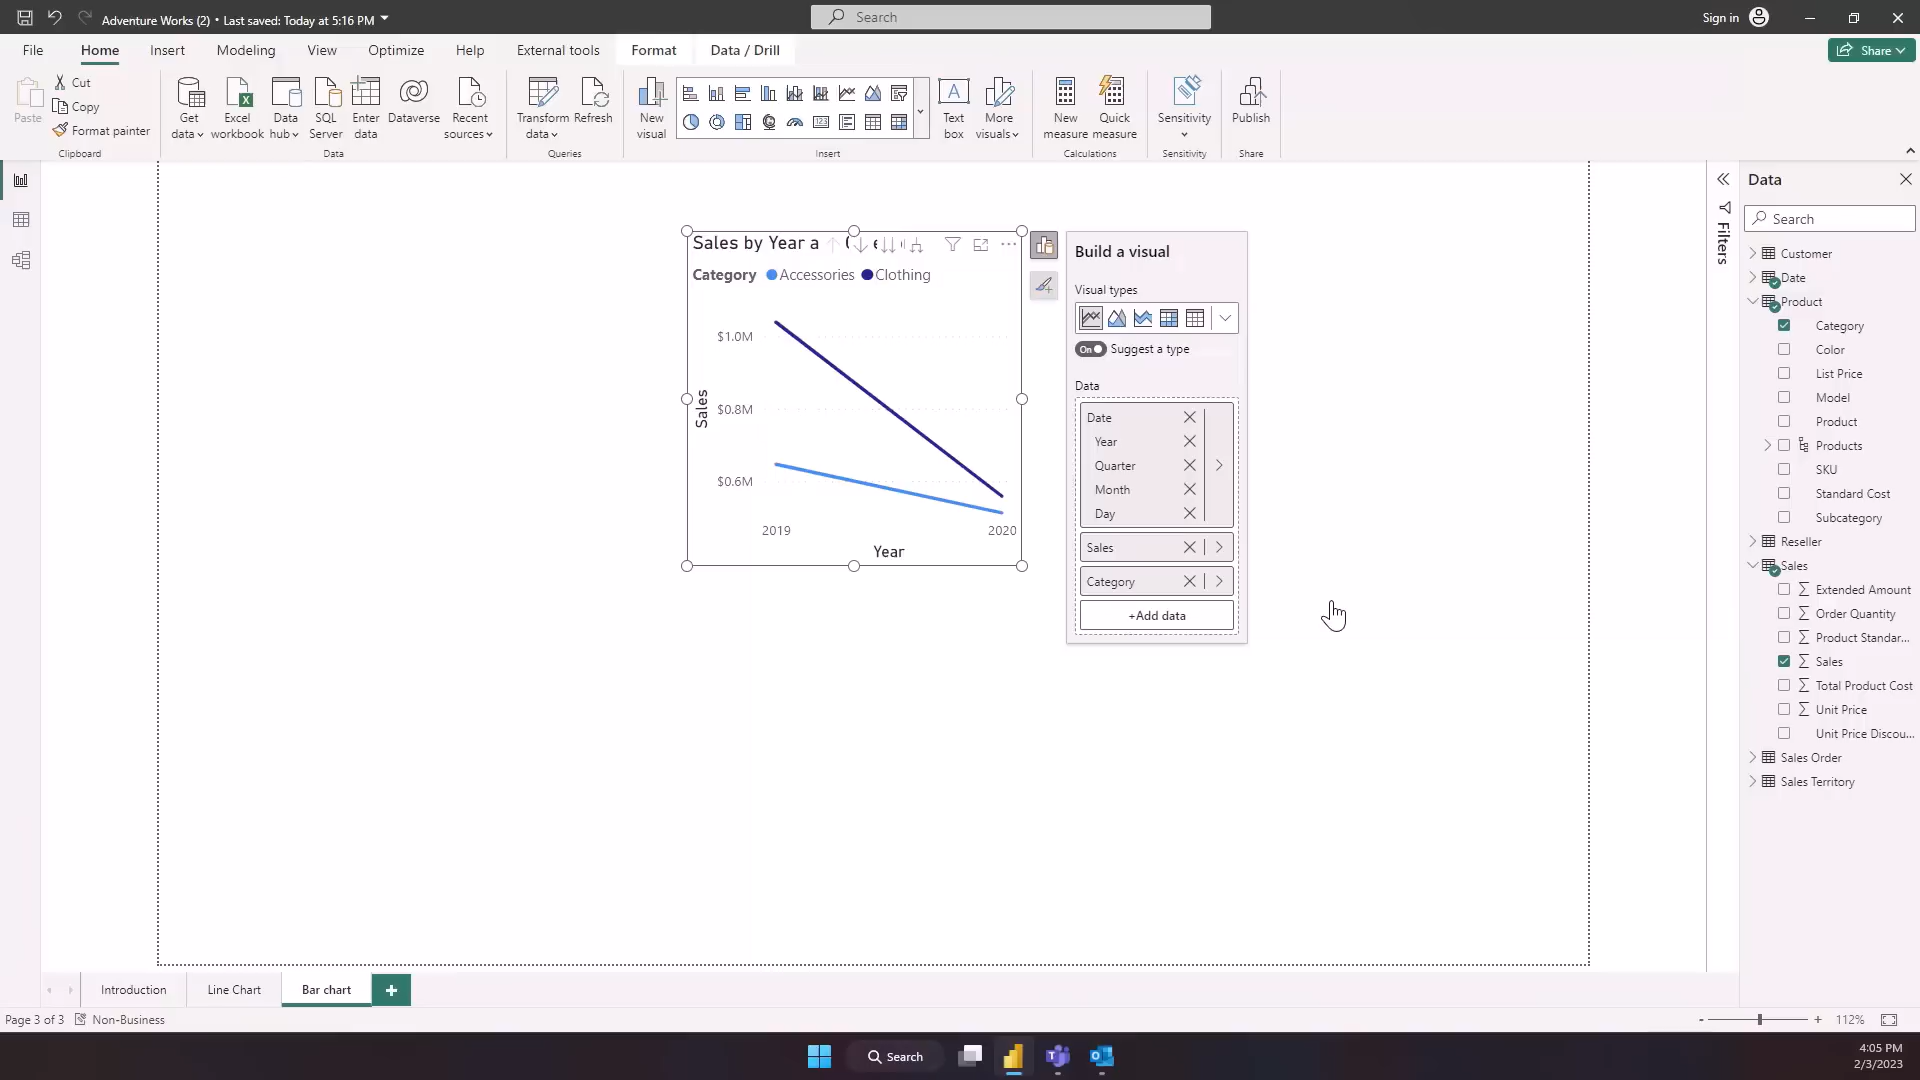 Adventure Works (2) • Last saved: Today at 5:16 PM
Search
Sign in
File
Home
Insert
Modeling
View
Optimize
Help
External tools
Format
Data / Drill
Share
Paste
Cut
Copy
Format painter
Clipboard
Get data
Excel workbook
Data hub
SQL Server
Enter data
Dataverse
Recent sources
Data
Transform data
Refresh
Queries
New visual
Text box
More visuals
Insert
New measure
Quick measure
Calculations
Sensitivity
Sensitivity
Publish
Share
Sales by Year a
Category Accessories Clothing
$1.0M
$0.8M
$0.6M
Sales
2019
2020
Year
Build a visual
Visual types
On Suggest a type
Data
Date
Year
Quarter
Month
Day
Sales
Category
+Add data
Filters
Data
Search
Customer
Date
Product
Category
Color
List Price
Model
Product
Products
SKU
Standard Cost
Subcategory
Reseller
Sales
Extended Amount
Order Quantity
Product Standar...
Sales
Total Product Cost
Unit Price
Unit Price Discou...
Sales Order
Sales Territory
Introduction
Line Chart
Bar chart
Page 3 of 3
Non-Business
- + 112%
Search
4:05 PM
2/3/2023